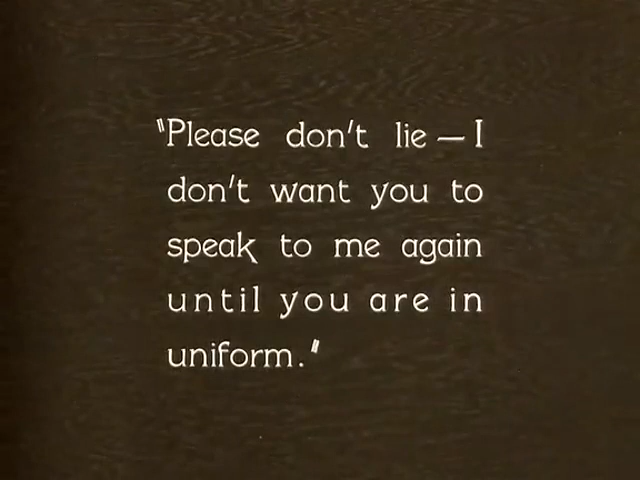 "Please don't lie — I
don't want you to
speak to me again
until you are in
uniform."